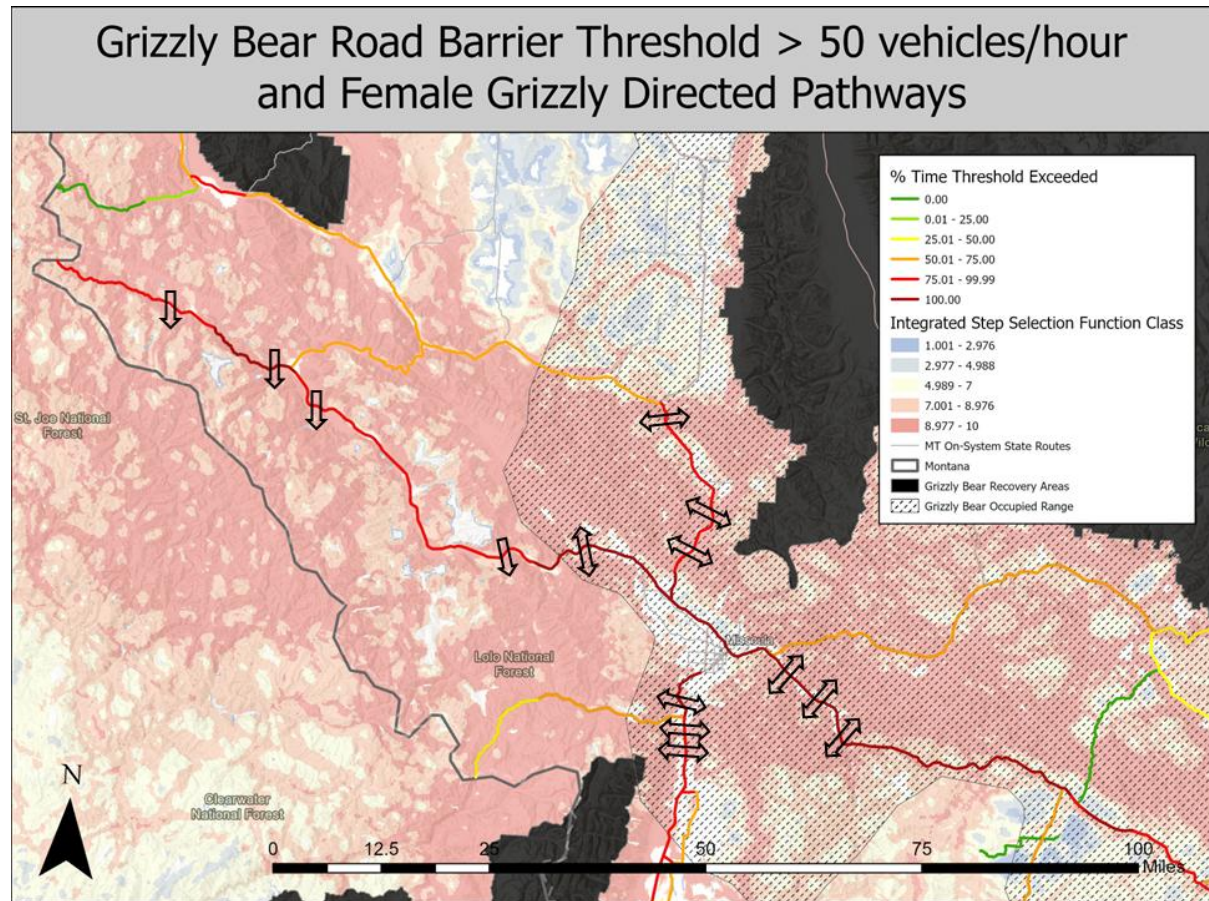 Grizzly Bear Road Barrier Threshold > 50 vehicles/hour
and Female Grizzly Directed Pathways
% Time Threshold Exceeded
0.00
0.01 - 25.00
25.01 - 50.00
50.01 - 75.00
75.01 - 99.99
100.00
Integrated Step Selection Function Class
1.001 - 2.976
2.977 - 4.988
4.989 - 7
7.001 - 8.976
8.977 - 10
MT On-System State Routes
Montana
Grizzly Bear Recovery Areas
Grizzly Bear Occupied Range
St. Joe National
Forest
Missoula
Lolo National
Forest
Clearwater
National Forest
N
0 12.5 25 50 75 100
Miles